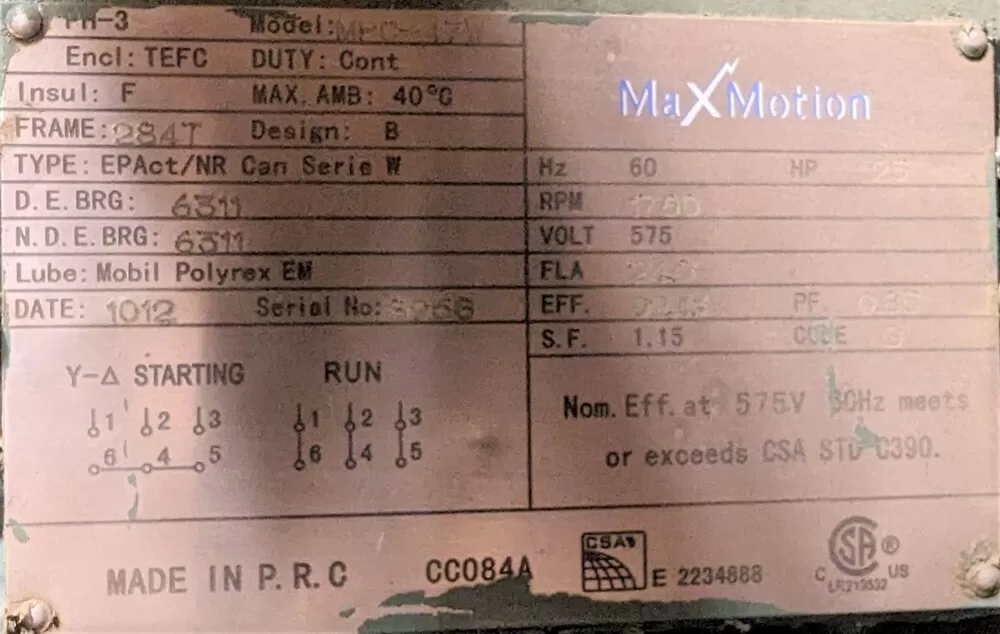 PH-3 Model:
Encl: TEFC DUTY: Cont
Insul: F MAX. AMB: 40°C
FRAME: 284T Design: B
TYPE: EPAct/NR Can Serie W
D.E.BRG: 6311
N.D.E.BRG: 6311
Lube: Mobil Polyrex EM
DATE: 1012 Serial No:
MaxMotion
Hz 60 HP 25
RPM
VOLT 575
FLA
EFF. PF.
S.F. 1.15 CODE
Y-Δ STARTING RUN
1 2 3 1 2 3
6 4 5 6 4 5
Nom. Eff. at 575V 60Hz meets
or exceeds CSA STD C390.
MADE IN P.R.C CC084A CSA E 2234888 C SA ® US